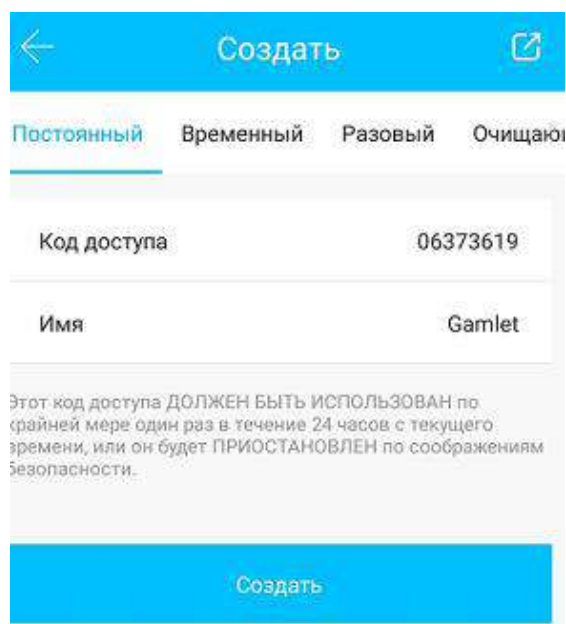 Создать
Постоянный Временный Разовый Очищаю
Код доступа 06373619
Имя Gamlet
Этот код доступа ДОЛЖЕН БЫТЬ ИСПОЛЬЗОВАН по
крайней мере один раз в течение 24 часов с текущего
времени, или он будет ПРИОСТАНОВЛЕН по соображениям
безопасности.
Создать